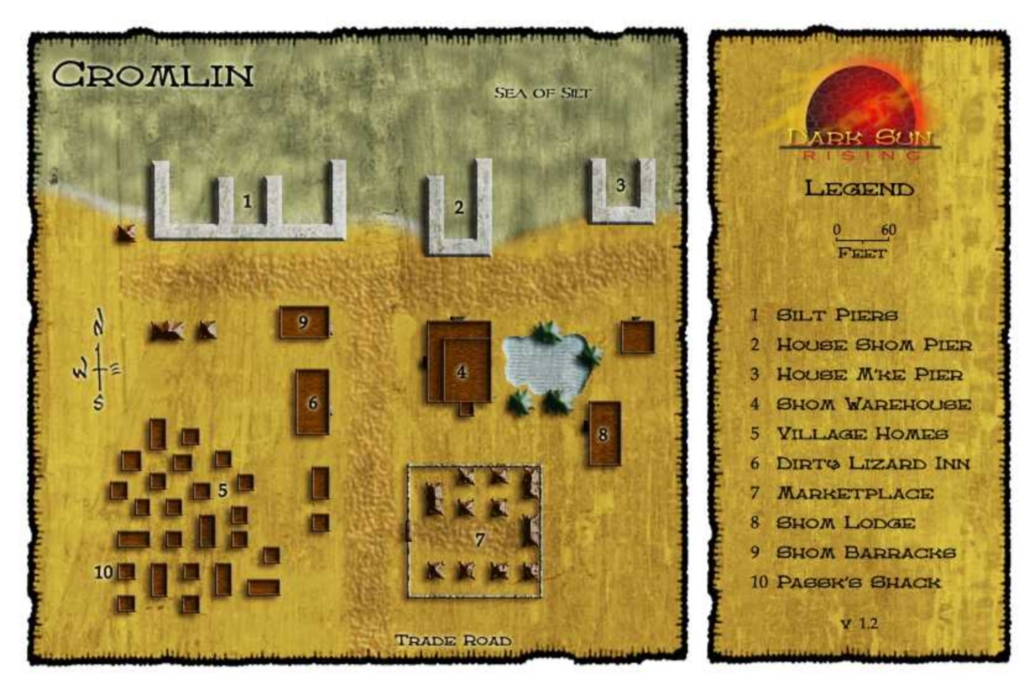 CROMLIN
SEA OF SILT
1
2
3
9
4
6
8
5
7
10
N
W E
S
TRADE ROAD
DARK SUN
RISING
LEGEND
0 60
FEET
1 SILT PIERS
2 HOUSE SHOM PIER
3 HOUSE M'KE PIER
4 SHOM WAREHOUSE
5 VILLAGE HOMES
6 DIRTY LIZARD INN
7 MARKETPLACE
8 SHOM LODGE
9 SHOM BARRACKS
10 PASSK'S SHACK
V 1.2